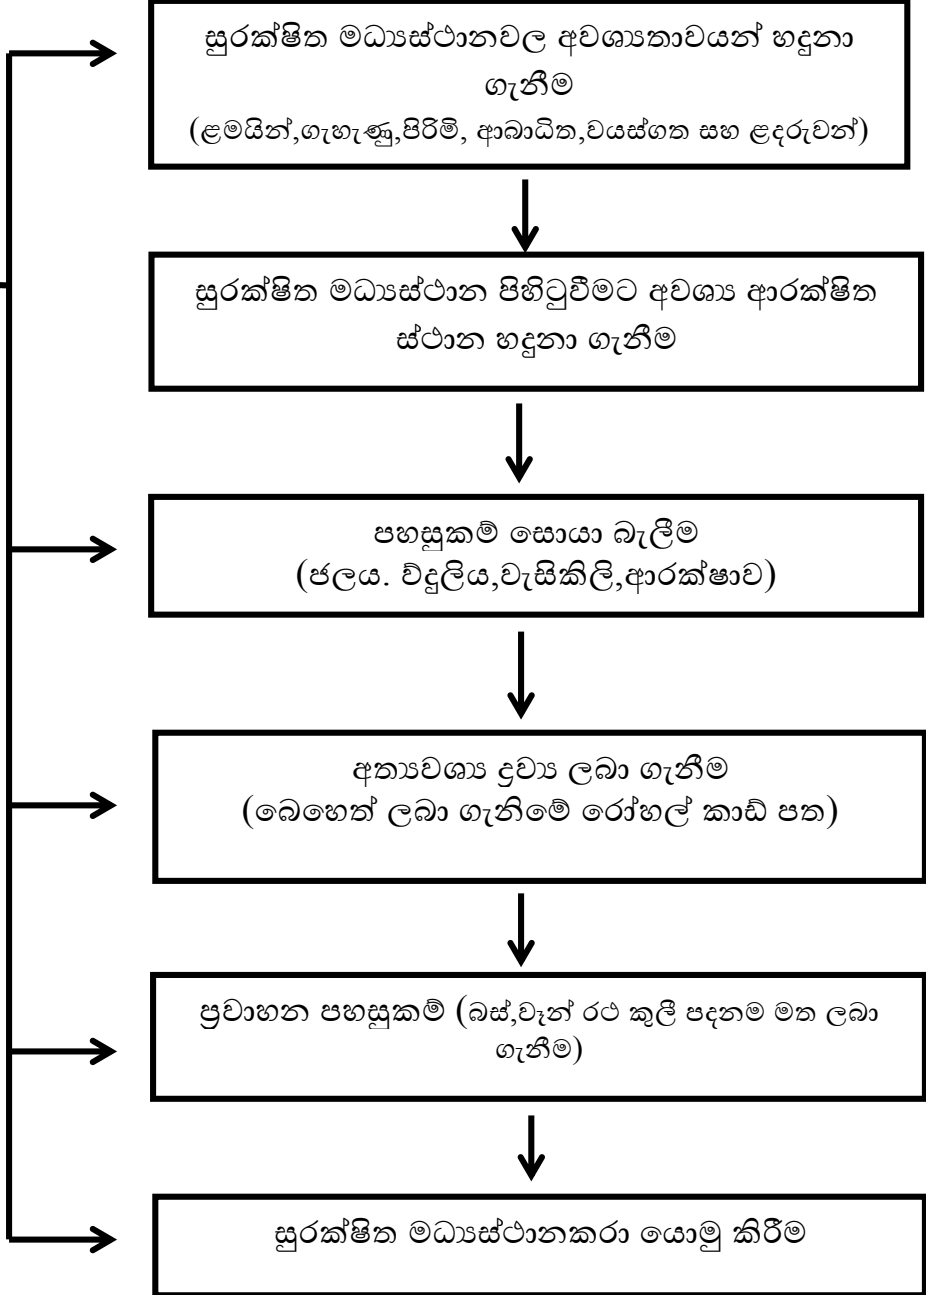 සුරක්ෂිත මධ්‍යස්ථානවල අවශ්‍යතාවයන් හදුනා
ගැනීම
(ළමයින්,ගැහැණු,පිරිමි, ආබාධිත,වයස්ගත සහ ළදරුවන්)
සුරක්ෂිත මධ්‍යස්ථාන පිහිටුවීමට අවශ්‍ය ආරක්ෂිත
ස්ථාන හදුනා ගැනීම
පහසුකම් සොයා බැලීම
(ජලය. විදුලිය,වැසිකිලි,ආරක්ෂාව)
අත්‍යවශ්‍ය ද්‍රව්‍ය ලබා ගැනීම
(බෙහෙත් ලබා ගැනිමේ රෝහල් කාඩ් පත)
ප්‍රවාහන පහසුකම් (බස්,වෑන් රථ කුලී පදනම මත ලබා
ගැනීම)
සුරක්ෂිත මධ්‍යස්ථානකරා යොමු කිරීම